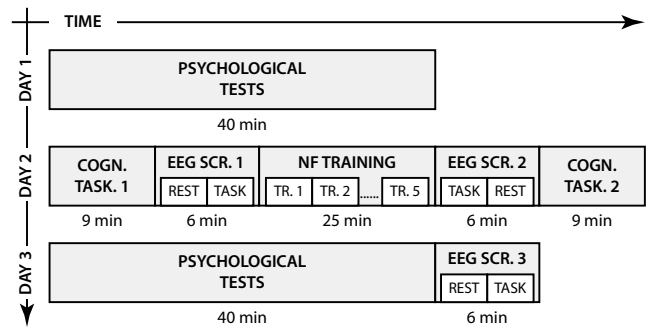 TIME
DAY 1
PSYCHOLOGICAL
TESTS
40 min
DAY 2
COGN.
TASK. 1
EEG SCR. 1
REST TASK
NF TRAINING
TR. 1 TR. 2 ...... TR. 5
EEG SCR. 2
TASK REST
COGN.
TASK. 2
9 min 6 min 25 min 6 min 9 min
DAY 3
PSYCHOLOGICAL
TESTS
EEG SCR. 3
REST TASK
40 min 6 min